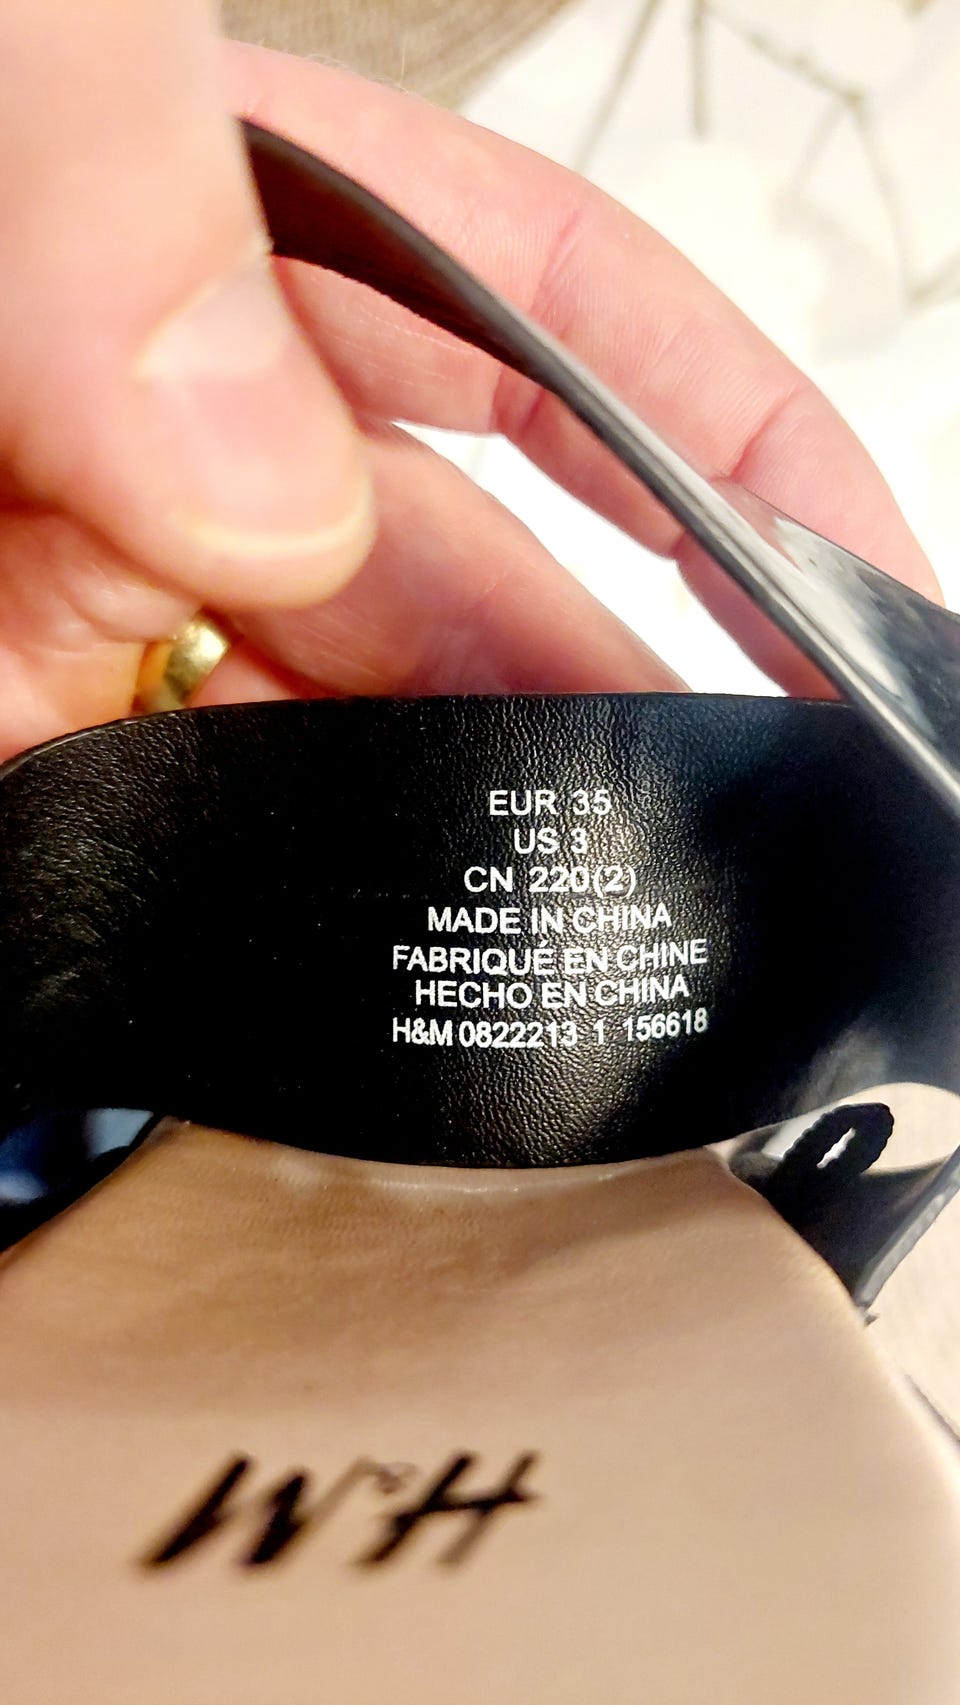 EUR 35
US 3
CN 220(2)
MADE IN CHINA
FABRIQUÉ EN CHINE
HECHO EN CHINA
H&M 0822213 1 156618
H&M